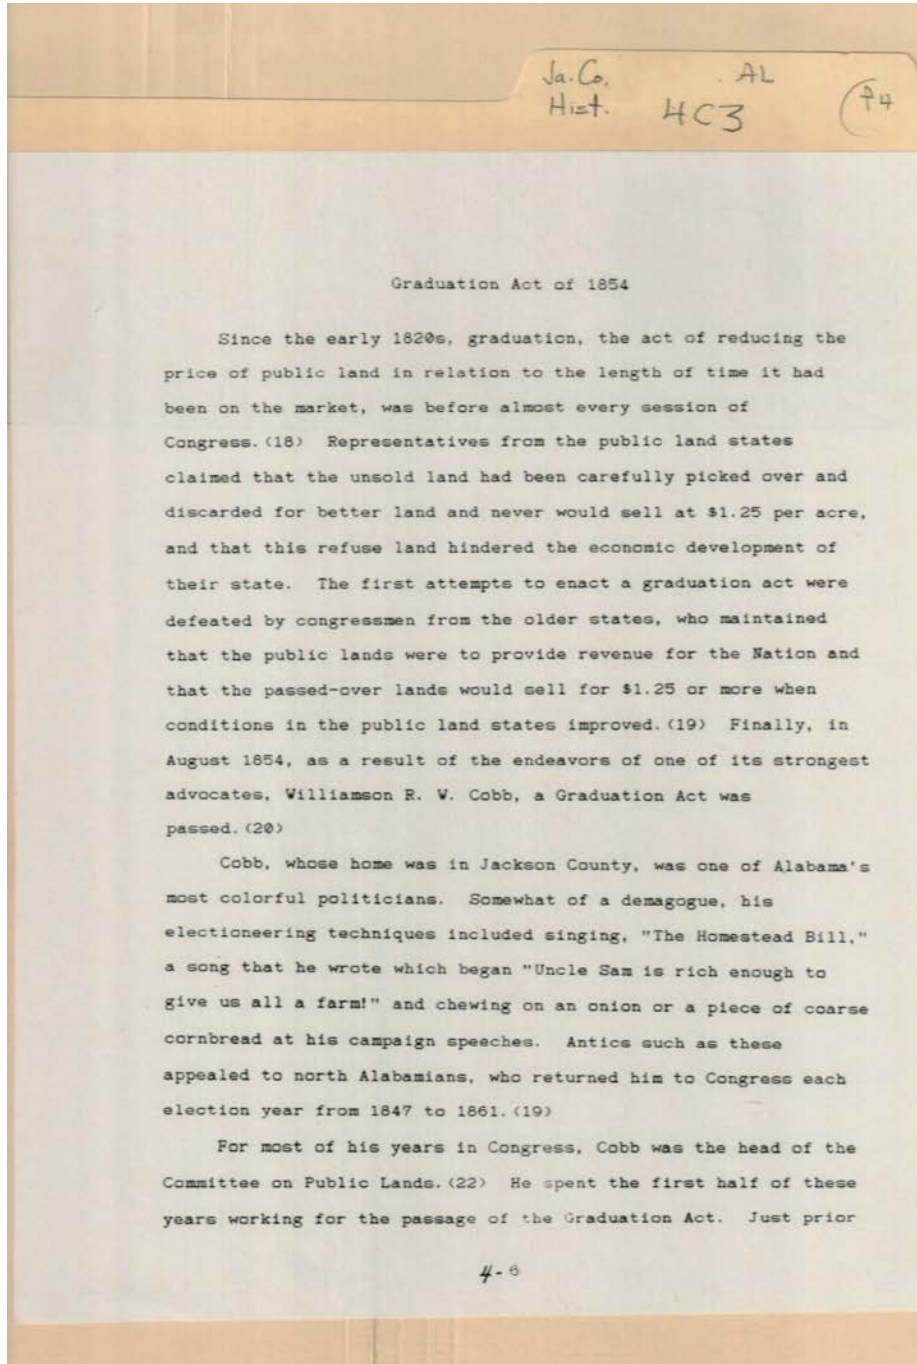 Ja. Co. AL
Hist. 4C3 P4
Graduation Act of 1854
Since the early 1820s, graduation, the act of reducing the
price of public land in relation to the length of time it had
been on the market, was before almost every session of
Congress.(18) Representatives from the public land states
claimed that the unsold land had been carefully picked over and
discarded for better land and never would sell at $1.25 per acre,
and that this refuse land hindered the economic development of
their state. The first attempts to enact a graduation act were
defeated by congressmen from the older states, who maintained
that the public lands were to provide revenue for the Nation and
that the passed-over lands would sell for $1.25 or more when
conditions in the public land states improved.(19) Finally, in
August 1854, as a result of the endeavors of one of its strongest
advocates, Williamson R. W. Cobb, a Graduation Act was
passed.(20)
Cobb, whose home was in Jackson County, was one of Alabama's
most colorful politicians. Somewhat of a demagogue, his
electioneering techniques included singing, "The Homestead Bill,"
a song that he wrote which began "Uncle Sam is rich enough to
give us all a farm!" and chewing on an onion or a piece of coarse
cornbread at his campaign speeches. Antics such as these
appealed to north Alabamians, who returned him to Congress each
election year from 1847 to 1861.(19)
For most of his years in Congress, Cobb was the head of the
Committee on Public Lands.(22) He spent the first half of these
years working for the passage of the Graduation Act. Just prior
4-6